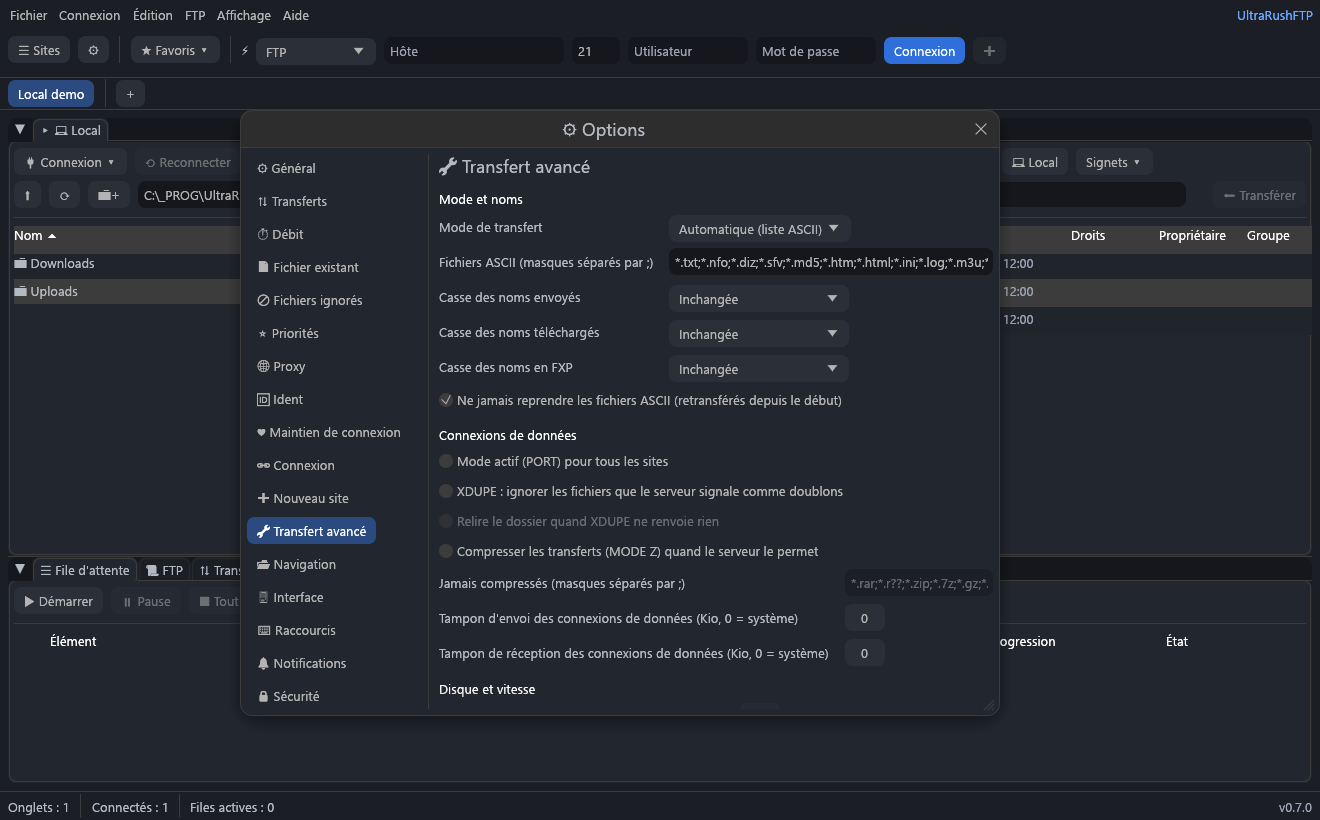 Fichier Connexion Édition FTP Affichage Aide UltraRushFTP
Sites Favoris FTP Hôte 21 Utilisateur Mot de passe Connexion +
Local demo +
Local
Connexion Reconnecter Local Signets
C:\_PROG\UltraR Transférer
Nom Droits Propriétaire Groupe
Downloads 12:00
Uploads 12:00
12:00
Options
Général
Transferts
Débit
Fichier existant
Fichiers ignorés
Priorités
Proxy
Ident
Maintien de connexion
Connexion
Nouveau site
Transfert avancé
Navigation
Interface
Raccourcis
Notifications
Sécurité
Transfert avancé
Mode et noms
Mode de transfert Automatique (liste ASCII)
Fichiers ASCII (masques séparés par ;) *.txt;*.nfo;*.diz;*.sfv;*.md5;*.htm;*.html;*.ini;*.log;*.m3u;*
Casse des noms envoyés Inchangée
Casse des noms téléchargés Inchangée
Casse des noms en FXP Inchangée
Ne jamais reprendre les fichiers ASCII (retransférés depuis le début)
Connexions de données
Mode actif (PORT) pour tous les sites
XDUPE : ignorer les fichiers que le serveur signale comme doublons
Relire le dossier quand XDUPE ne renvoie rien
Compresser les transferts (MODE Z) quand le serveur le permet
Jamais compressés (masques séparés par ;) *.rar;*.r??;*.zip;*.7z;*.gz;*.
Tampon d'envoi des connexions de données (Kio, 0 = système) 0
Tampon de réception des connexions de données (Kio, 0 = système) 0
Disque et vitesse
File d'attente FTP Trans
Démarrer Pause Tout
Élément ogression État
Onglets : 1 Connectés : 1 Files actives : 0 v0.7.0